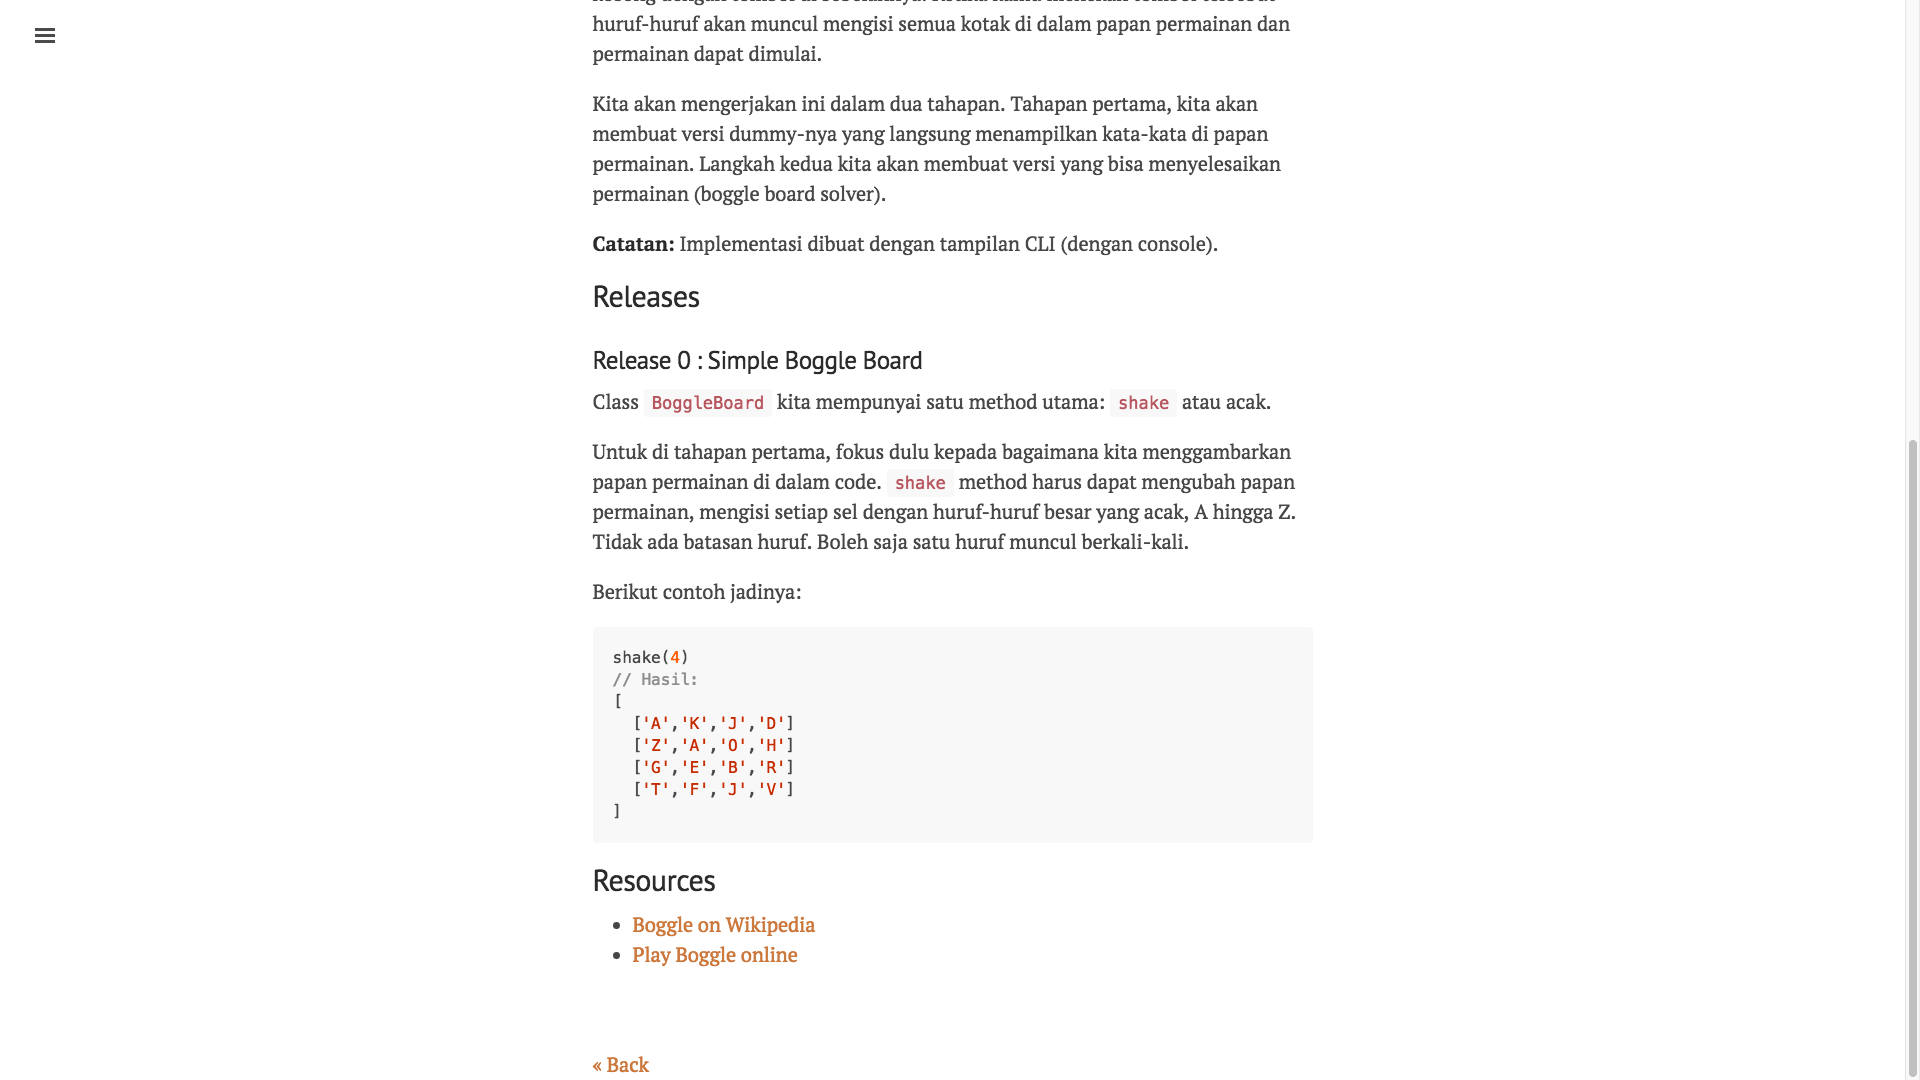 huruf-huruf akan muncul mengisi semua kotak di dalam papan permainan dan
permainan dapat dimulai.
Kita akan mengerjakan ini dalam dua tahapan. Tahapan pertama, kita akan
membuat versi dummy-nya yang langsung menampilkan kata-kata di papan
permainan. Langkah kedua kita akan membuat versi yang bisa menyelesaikan
permainan (boggle board solver).
Catatan: Implementasi dibuat dengan tampilan CLI (dengan console).
Releases
Release 0 : Simple Boggle Board
Class BoggleBoard kita mempunyai satu method utama: shake atau acak.
Untuk di tahapan pertama, fokus dulu kepada bagaimana kita menggambarkan
papan permainan di dalam code. shake method harus dapat mengubah papan
permainan, mengisi setiap sel dengan huruf-huruf besar yang acak, A hingga Z.
Tidak ada batasan huruf. Boleh saja satu huruf muncul berkali-kali.
Berikut contoh jadinya:
shake(4)
// Hasil:
[
  ['A','K','J','D']
  ['Z','A','O','H']
  ['G','E','B','R']
  ['T','F','J','V']
]
Resources
• Boggle on Wikipedia
• Play Boggle online
« Back